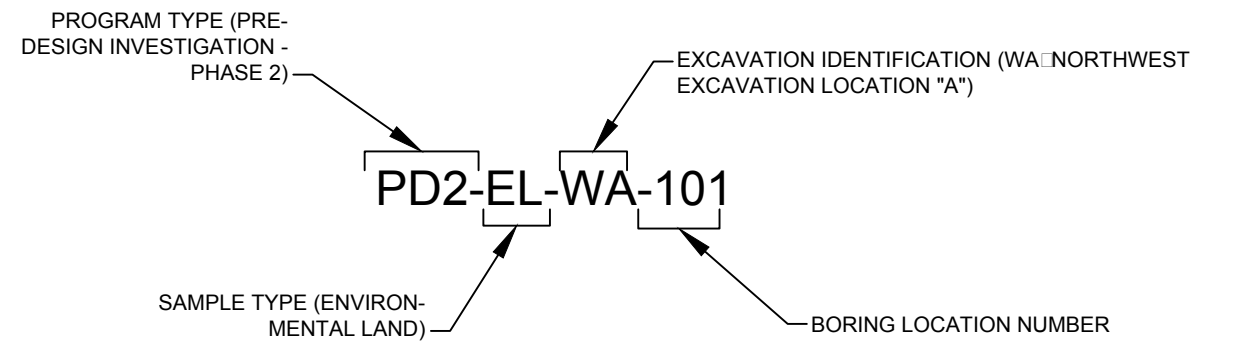 PROGRAM TYPE (PRE-
DESIGN INVESTIGATION -
PHASE 2)
EXCAVATION IDENTIFICATION (WA□NORTHWEST
EXCAVATION LOCATION "A")
PD2-EL-WA-101
SAMPLE TYPE (ENVIRON-
MENTAL LAND)
BORING LOCATION NUMBER